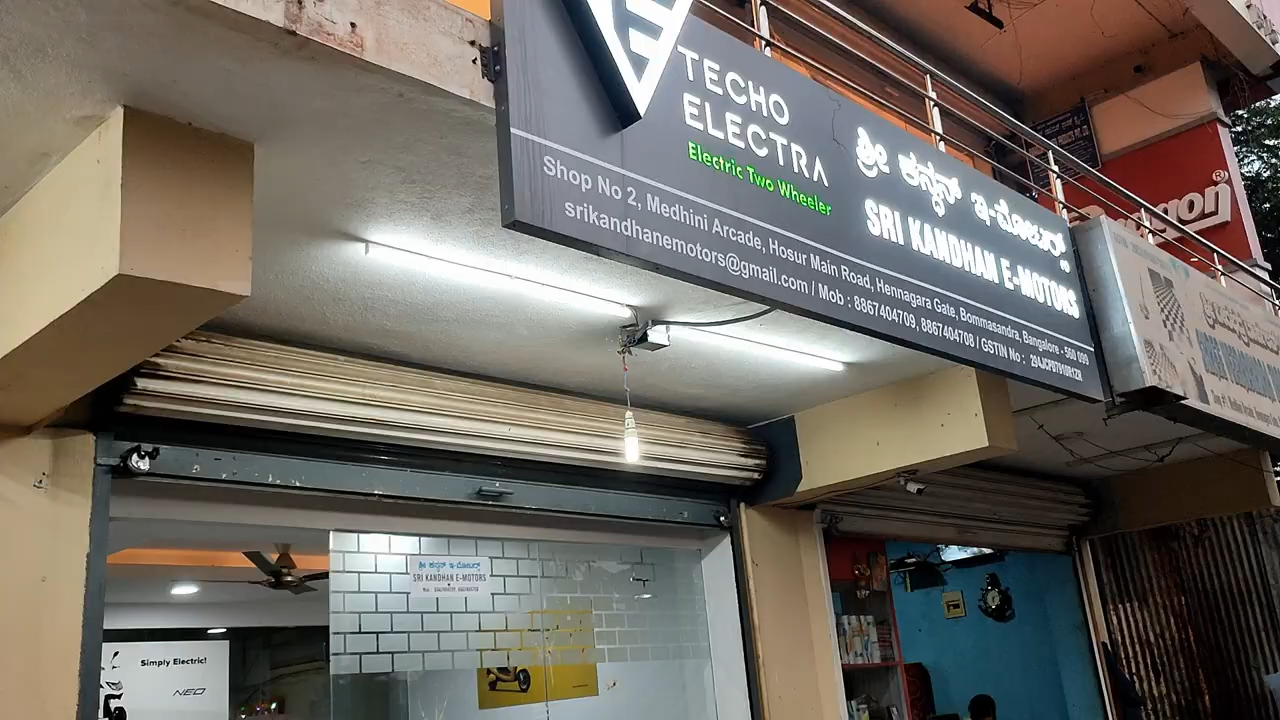 TECHO
ELECTRA
Electric Two Wheeler
ಶ್ರೀ ಕಸ್ಧನ್ ಇ-ಮೋಟರ್ಸ್
SRI KANDHAN E-MOTORS
Shop No 2, Medhini Arcade, Hosur Main Road, Hennagara Gate, Bommasandra, Bangalore - 560 099
srikandhanemotors@gmail.com / Mob : 8867404709, 8867404708 / GSTIN No :
SRI KANDHAN E-MOTORS
Simply Electric!
NEO